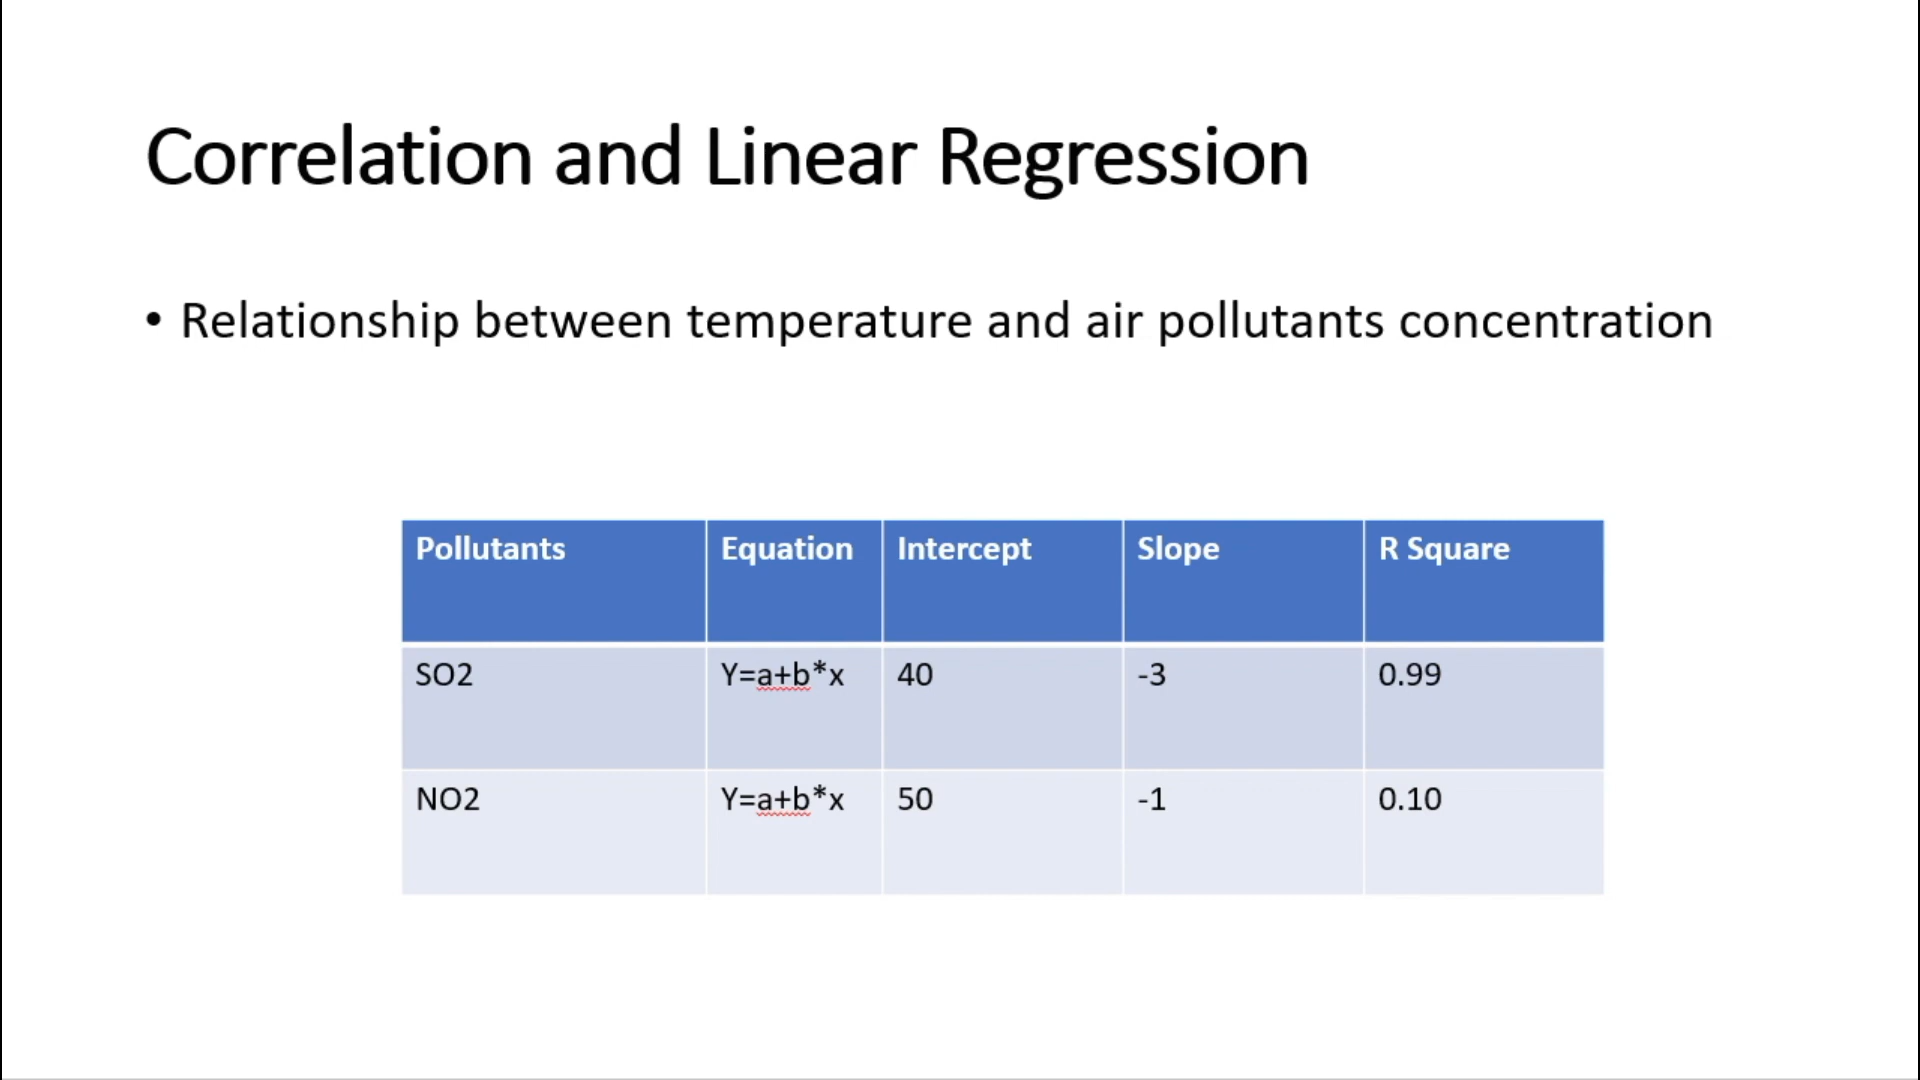 Correlation and Linear Regression
• Relationship between temperature and air pollutants concentration
Pollutants Equation Intercept Slope R Square
SO2 Y=a+b*x 40 -3 0.99
NO2 Y=a+b*x 50 -1 0.10